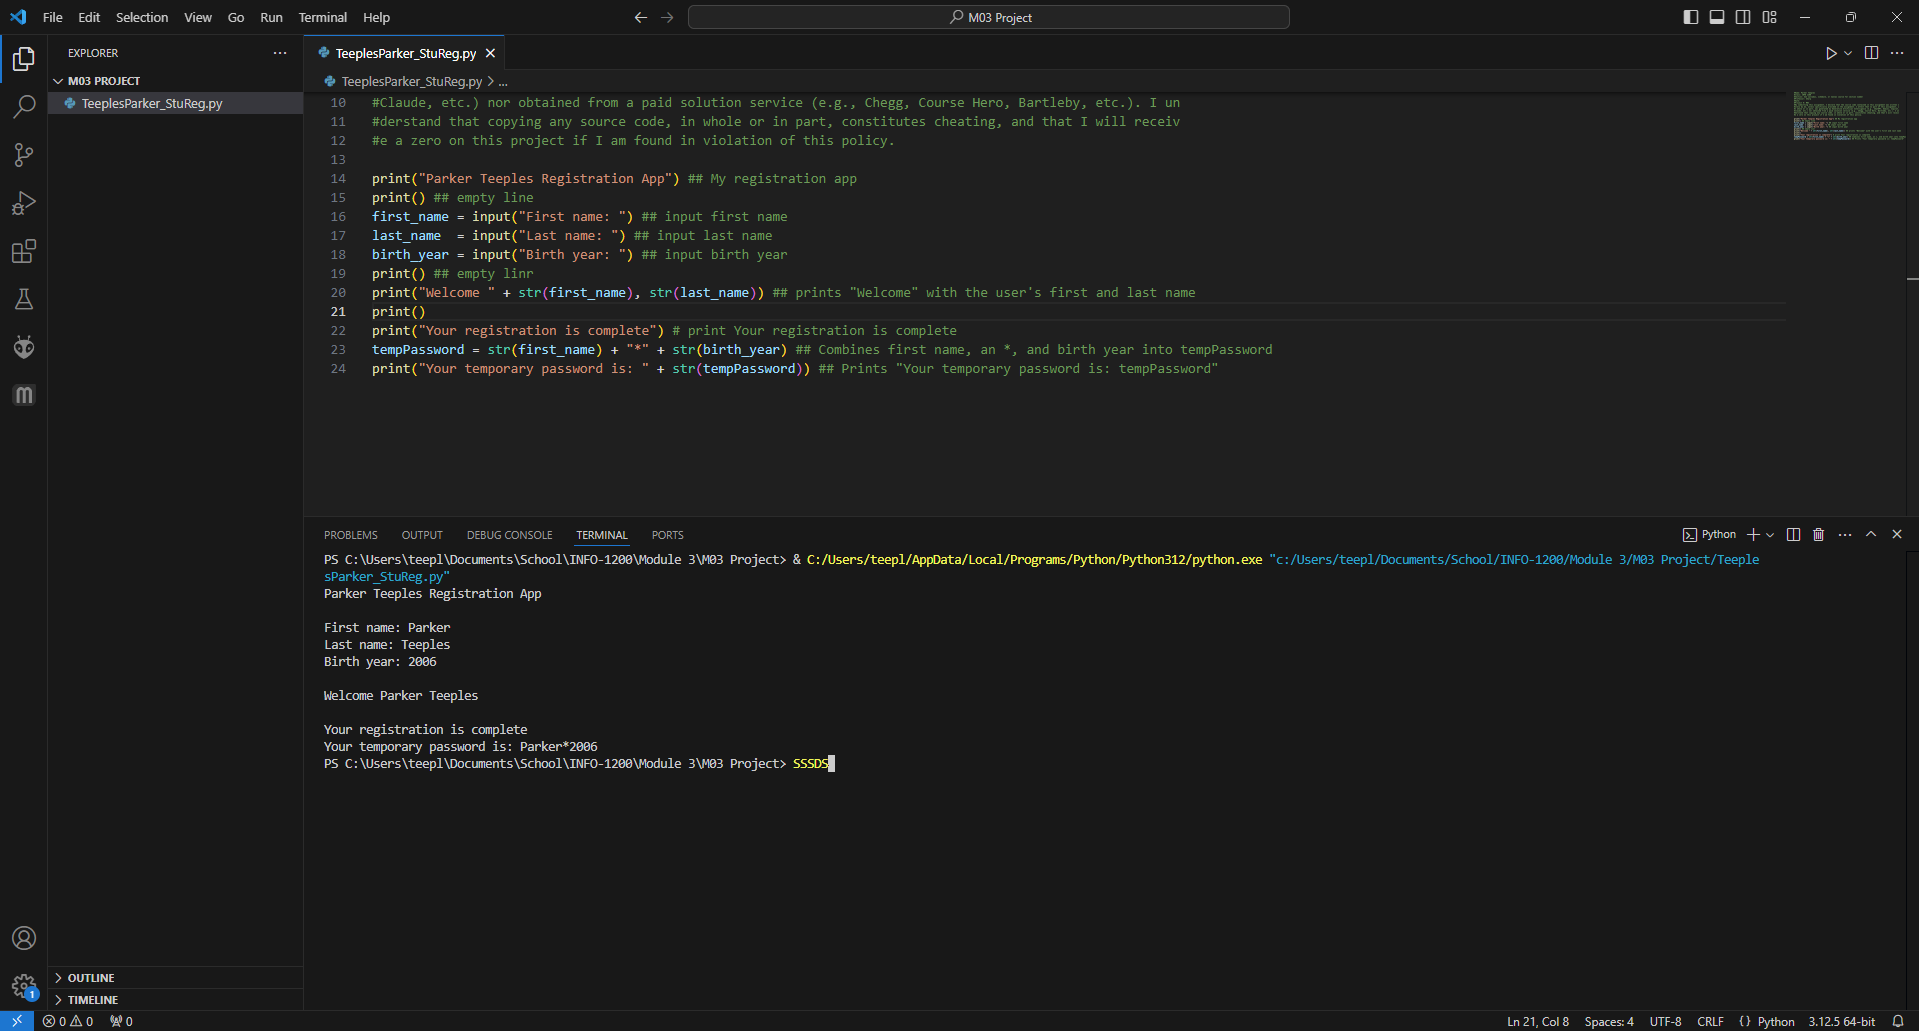 File Edit Selection View Go Run Terminal Help
M03 Project
EXPLORER
M03 PROJECT
TeeplesParker_StuReg.py
OUTLINE
TIMELINE
TeeplesParker_StuReg.py
TeeplesParker_StuReg.py > ...
10 #Claude, etc.) nor obtained from a paid solution service (e.g., Chegg, Course Hero, Bartleby, etc.). I un
11 #derstand that copying any source code, in whole or in part, constitutes cheating, and that I will receiv
12 #e a zero on this project if I am found in violation of this policy.
13
14 print("Parker Teeples Registration App") ## My registration app
15 print() ## empty line
16 first_name = input("First name: ") ## input first name
17 last_name  = input("Last name: ") ## input last name
18 birth_year = input("Birth year: ") ## input birth year
19 print() ## empty linr
20 print("Welcome " + str(first_name), str(last_name)) ## prints "Welcome" with the user's first and last name
21 print()
22 print("Your registration is complete") # print Your registration is complete
23 tempPassword = str(first_name) + "*" + str(birth_year) ## Combines first name, an *, and birth year into tempPassword
24 print("Your temporary password is: " + str(tempPassword)) ## Prints "Your temporary password is: tempPassword"
PROBLEMS OUTPUT DEBUG CONSOLE TERMINAL PORTS
Python
PS C:\Users\teepl\Documents\School\INFO-1200\Module 3\M03 Project> & C:/Users/teepl/AppData/Local/Programs/Python/Python312/python.exe "c:/Users/teepl/Documents/School/INFO-1200/Module 3/M03 Project/Teeple
sParker_StuReg.py"
Parker Teeples Registration App
First name: Parker
Last name: Teeples
Birth year: 2006
Welcome Parker Teeples
Your registration is complete
Your temporary password is: Parker*2006
PS C:\Users\teepl\Documents\School\INFO-1200\Module 3\M03 Project> SSSDS
1
0 0 0
Ln 21, Col 8 Spaces: 4 UTF-8 CRLF {} Python 3.12.5 64-bit